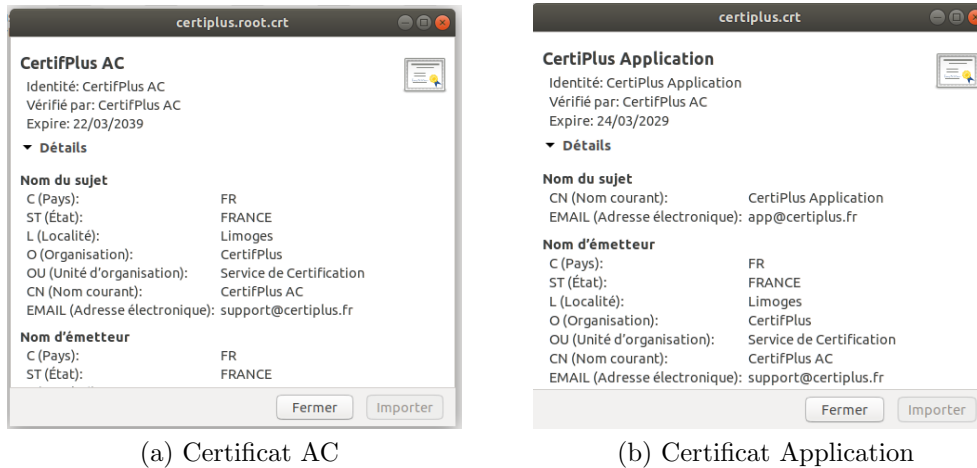 certiplus.root.crt
CertifPlus AC
Identité: CertifPlus AC
Vérifié par: CertifPlus AC
Expire: 22/03/2039
Détails
Nom du sujet
C (Pays): FR
ST (État): FRANCE
L (Localité): Limoges
O (Organisation): CertifPlus
OU (Unité d'organisation): Service de Certification
CN (Nom courant): CertifPlus AC
EMAIL (Adresse électronique): support@certiplus.fr
Nom d'émetteur
C (Pays): FR
ST (État): FRANCE
Fermer Importer
(a) Certificat AC
certiplus.crt
CertiPlus Application
Identité: CertiPlus Application
Vérifié par: CertifPlus AC
Expire: 24/03/2029
Détails
Nom du sujet
CN (Nom courant): CertiPlus Application
EMAIL (Adresse électronique): app@certiplus.fr
Nom d'émetteur
C (Pays): FR
ST (État): FRANCE
L (Localité): Limoges
O (Organisation): CertifPlus
OU (Unité d'organisation): Service de Certification
CN (Nom courant): CertifPlus AC
EMAIL (Adresse électronique): support@certiplus.fr
Fermer Importer
(b) Certificat Application